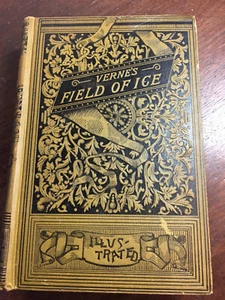 VERNE'S
FIELD OF ICE
ILLUS-
TRATED